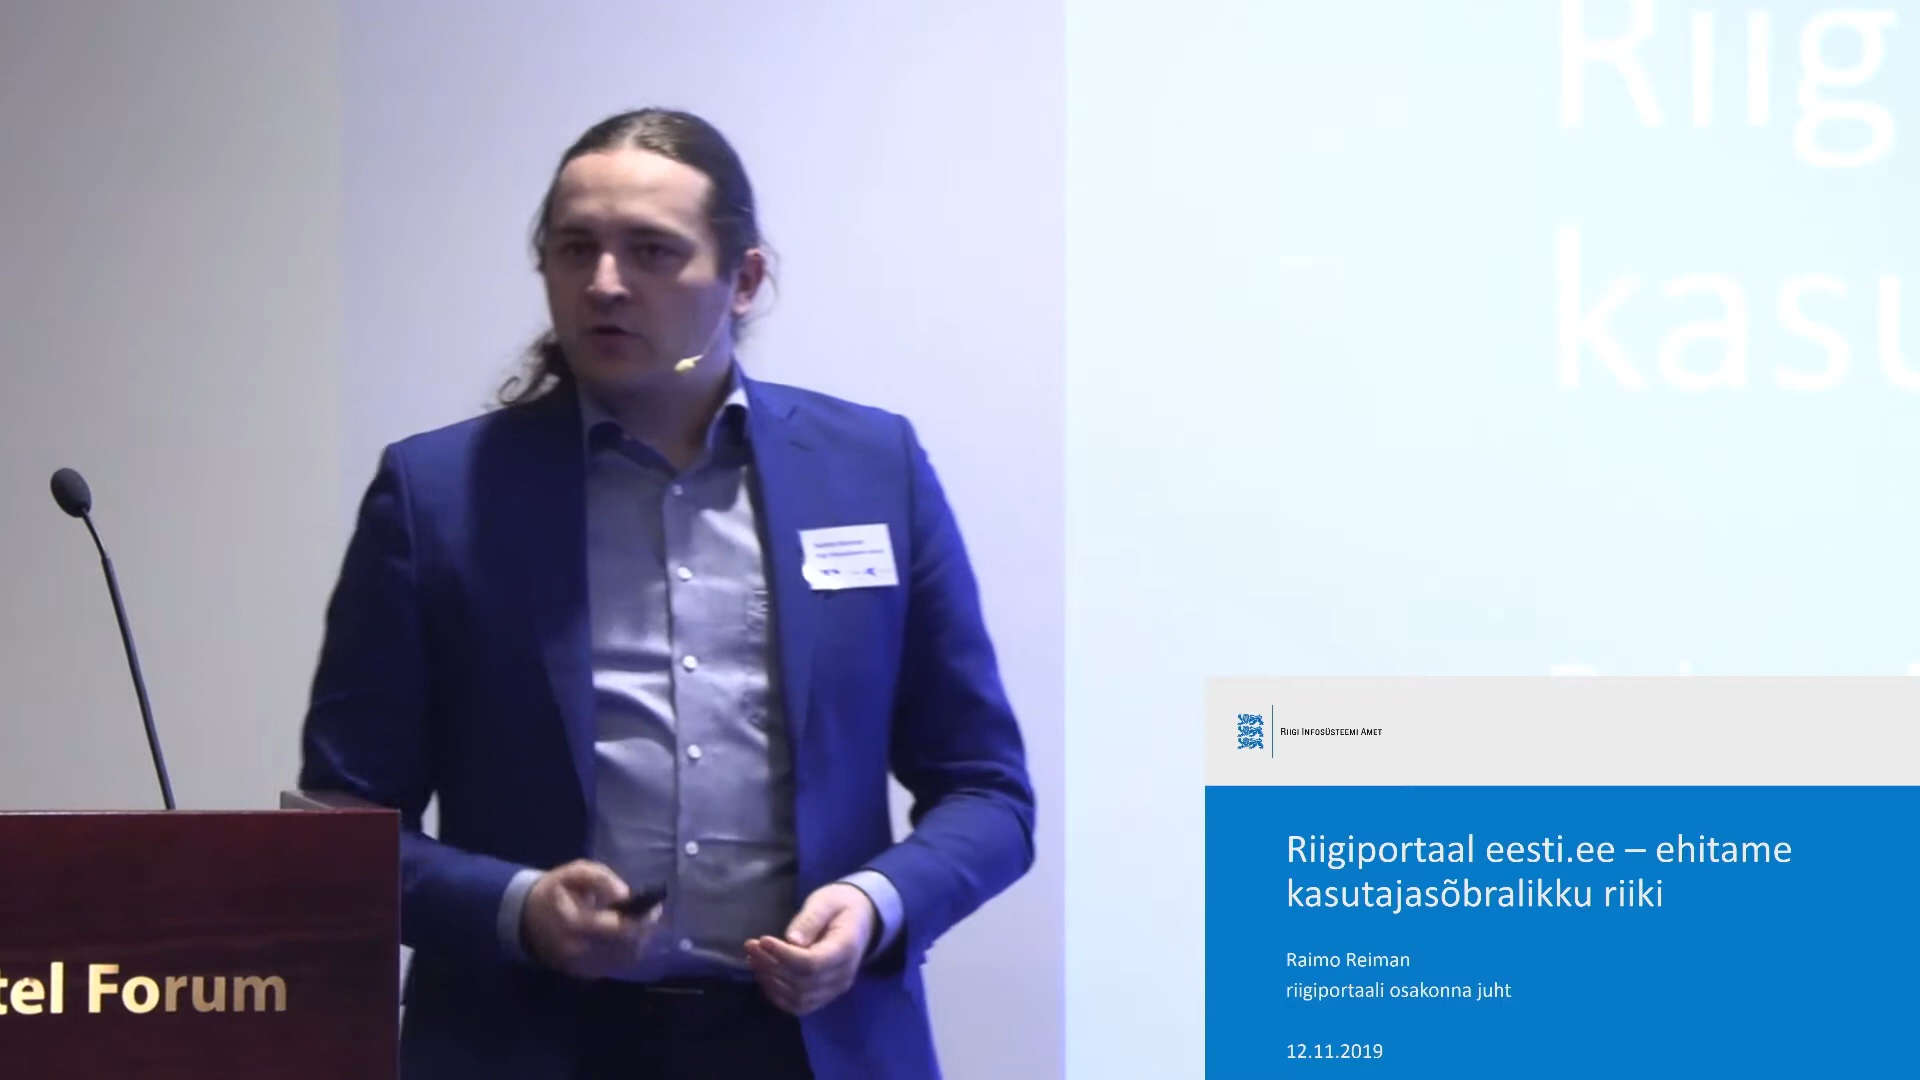 Riig
kasu
RIIGI INFOSÜSTEEMI AMET
Riigiportaal eesti.ee – ehitame
kasutajasõbralikku riiki
Raimo Reiman
riigiportaali osakonna juht
12.11.2019
tel Forum